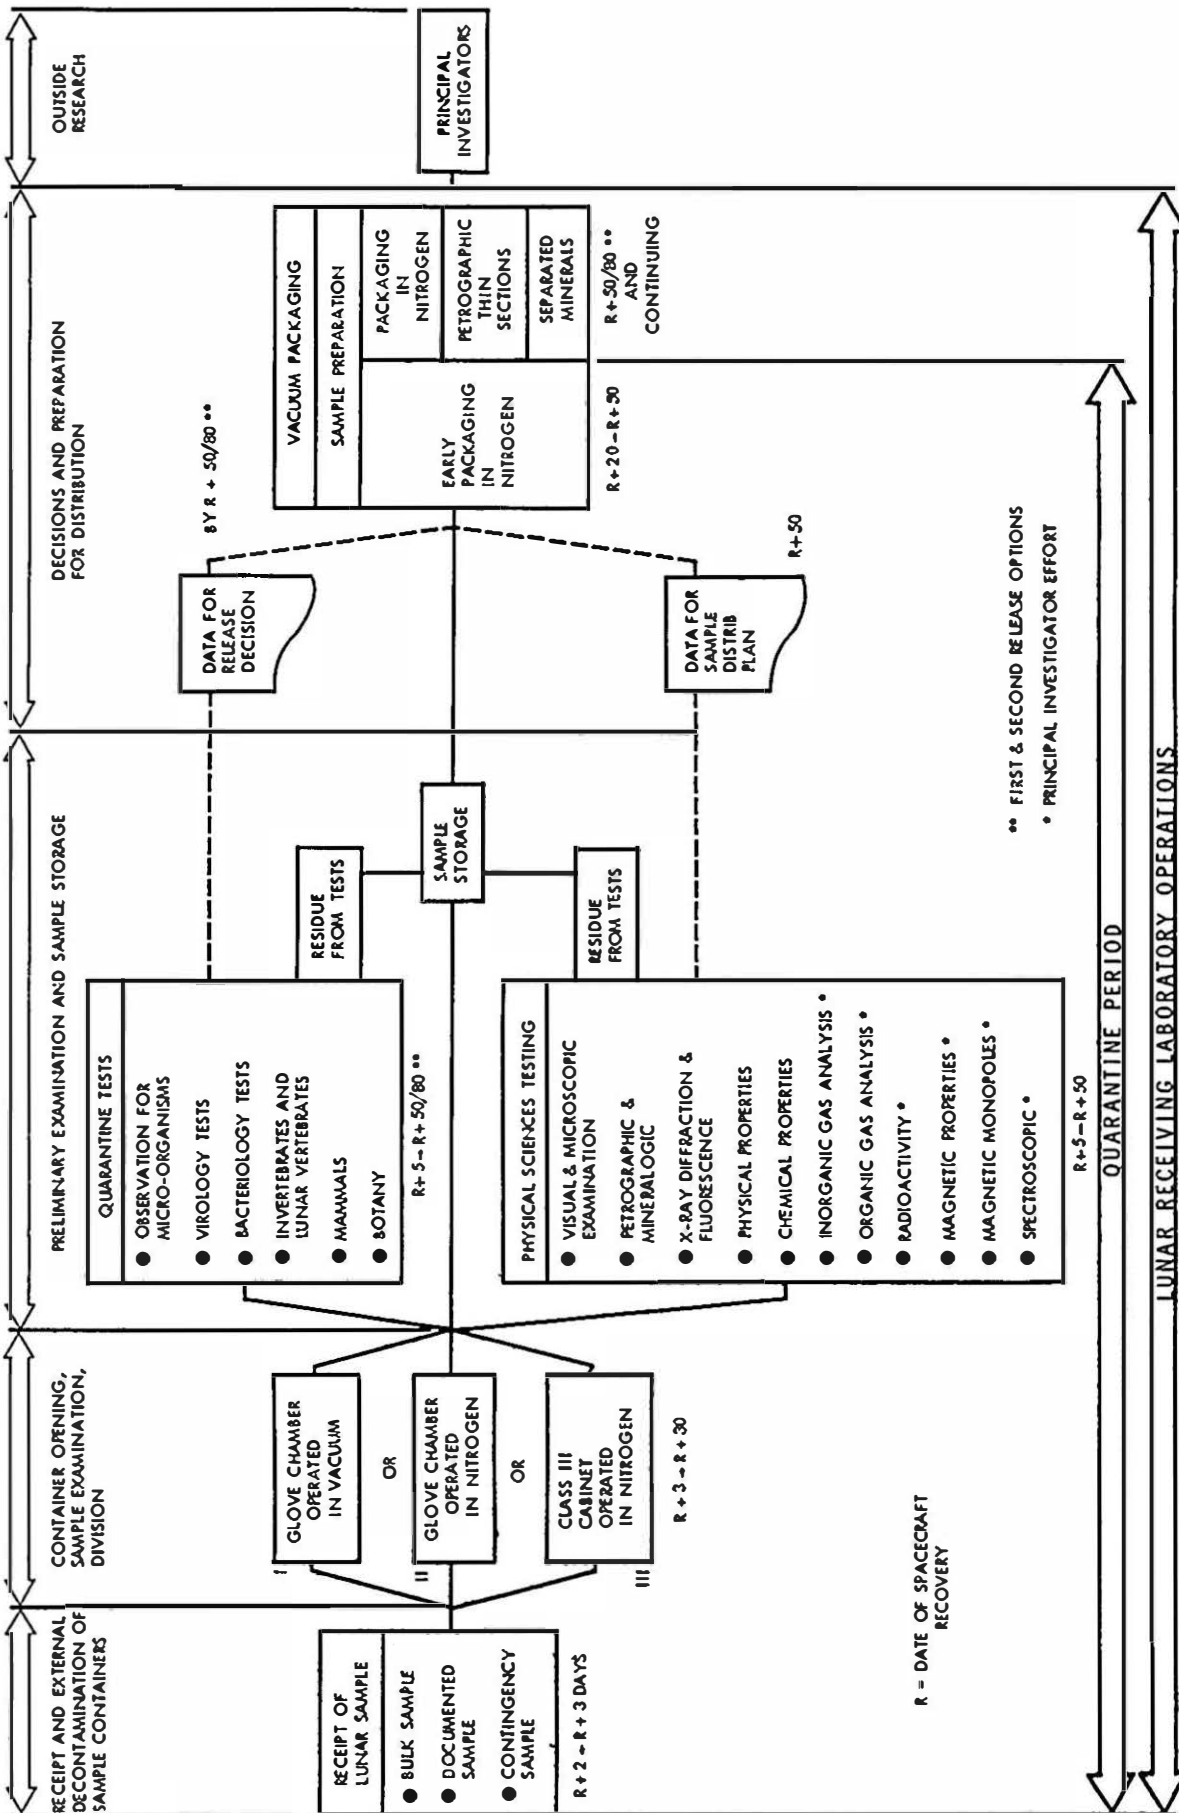 RECEIPT AND EXTERNAL
DECONTAMINATION OF
SAMPLE CONTAINERS
CONTAINER OPENING,
SAMPLE EXAMINATION,
DIVISION
PRELIMINARY EXAMINATION AND SAMPLE STORAGE
DECISIONS AND PREPARATION
FOR DISTRIBUTION
OUTSIDE
RESEARCH
RECEIPT OF
LUNAR SAMPLE
● BULK SAMPLE
● DOCUMENTED
SAMPLE
● CONTINGENCY
SAMPLE
R+2 - R+3 DAYS
I
GLOVE CHAMBER
OPERATED
IN VACUUM
OR
II
GLOVE CHAMBER
OPERATED
IN NITROGEN
OR
III
CLASS III
CABINET
OPERATED
IN NITROGEN
R+3 - R+30
QUARANTINE TESTS
● OBSERVATION FOR
MICRO-ORGANISMS
● VIROLOGY TESTS
● BACTERIOLOGY TESTS
● INVERTEBRATES AND
LUNAR VERTEBRATES
● MAMMALS
● BOTANY
R+5 - R+50/80 **
RESIDUE
FROM TESTS
SAMPLE
STORAGE
RESIDUE
FROM TESTS
PHYSICAL SCIENCES TESTING
● VISUAL & MICROSCOPIC
EXAMINATION
● PETROGRAPHIC &
MINERALOGIC
● X-RAY DIFFRACTION &
FLUORESCENCE
● PHYSICAL PROPERTIES
● CHEMICAL PROPERTIES
● INORGANIC GAS ANALYSIS *
● ORGANIC GAS ANALYSIS *
● RADIOACTIVITY *
● MAGNETIC PROPERTIES *
● MAGNETIC MONOPOLES *
● SPECTROSCOPIC *
R+5 - R+50
DATA FOR
RELEASE
DECISION
BY R + 50/80 **
DATA FOR
SAMPLE
DISTRIB
PLAN
R+50
VACUUM PACKAGING
SAMPLE PREPARATION
EARLY
PACKAGING
IN
NITROGEN
R+20 - R+50
PACKAGING
IN
NITROGEN
PETROGRAPHIC
THIN
SECTIONS
SEPARATED
MINERALS
R+50/80 **
AND
CONTINUING
PRINCIPAL
INVESTIGATORS
R = DATE OF SPACECRAFT
RECOVERY
** FIRST & SECOND RELEASE OPTIONS
* PRINCIPAL INVESTIGATOR EFFORT
QUARANTINE PERIOD
LUNAR RECEIVING LABORATORY OPERATIONS